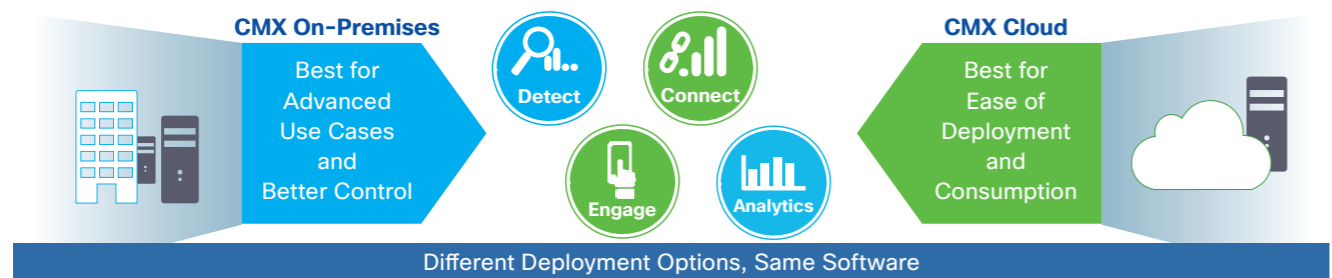 CMX On-Premises
Best for
Advanced
Use Cases
and
Better Control
Detect
Connect
Engage
Analytics
CMX Cloud
Best for
Ease of
Deployment
and
Consumption
Different Deployment Options, Same Software